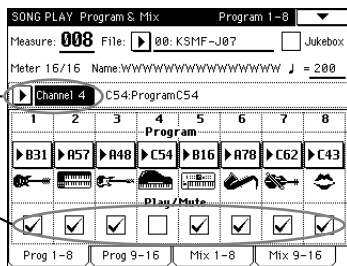 SONG PLAY Program & Mix Program 1-8
Measure: 008 File: 00: KSMF-J07 Jukebox
Meter 16/16 Name:WWWWWWWWWWWWWWWW ♩ = 200
Channel 4 C54:ProgramC54
1 2 3 4 5 6 7 8
Program
B31 A57 A48 C54 B16 A78 C62 C43
Play/Mute
Prog 1-8 Prog 9-16 Mix 1-8 Mix 9-16